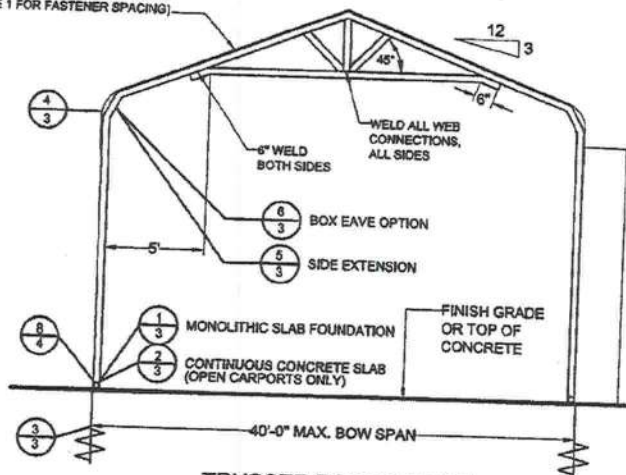 1 FOR FASTENER SPACING)
12
3
45°
6"
4
3
6" WELD
BOTH SIDES
WELD ALL WEB
CONNECTIONS,
ALL SIDES
6
3
BOX EAVE OPTION
5'
5
3
SIDE EXTENSION
1
3
MONOLITHIC SLAB FOUNDATION
FINISH GRADE
OR TOP OF
CONCRETE
8
4
2
3
CONTINUOUS CONCRETE SLAB
(OPEN CARPORTS ONLY)
3
3
40'-0" MAX. BOW SPAN